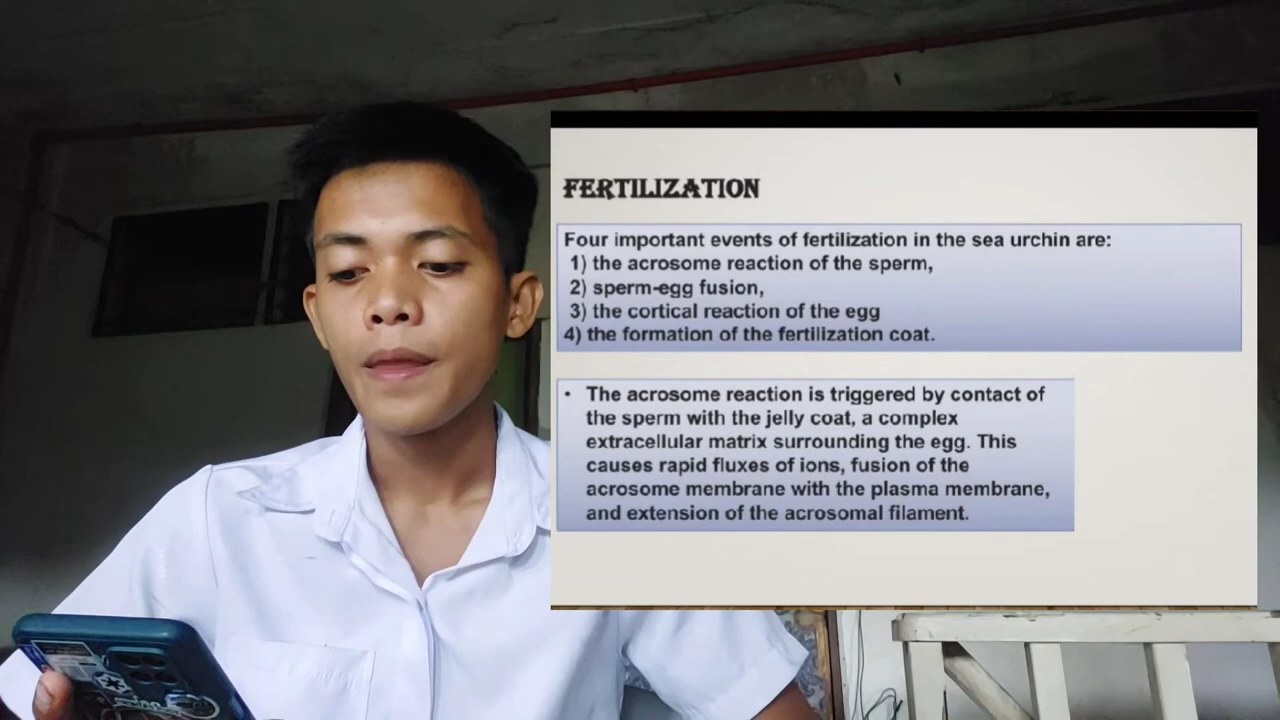 FERTILIZATION
Four important events of fertilization in the sea urchin are:
1) the acrosome reaction of the sperm,
2) sperm-egg fusion,
3) the cortical reaction of the egg
4) the formation of the fertilization coat.
• The acrosome reaction is triggered by contact of
the sperm with the jelly coat, a complex
extracellular matrix surrounding the egg. This
causes rapid fluxes of ions, fusion of the
acrosome membrane with the plasma membrane,
and extension of the acrosomal filament.